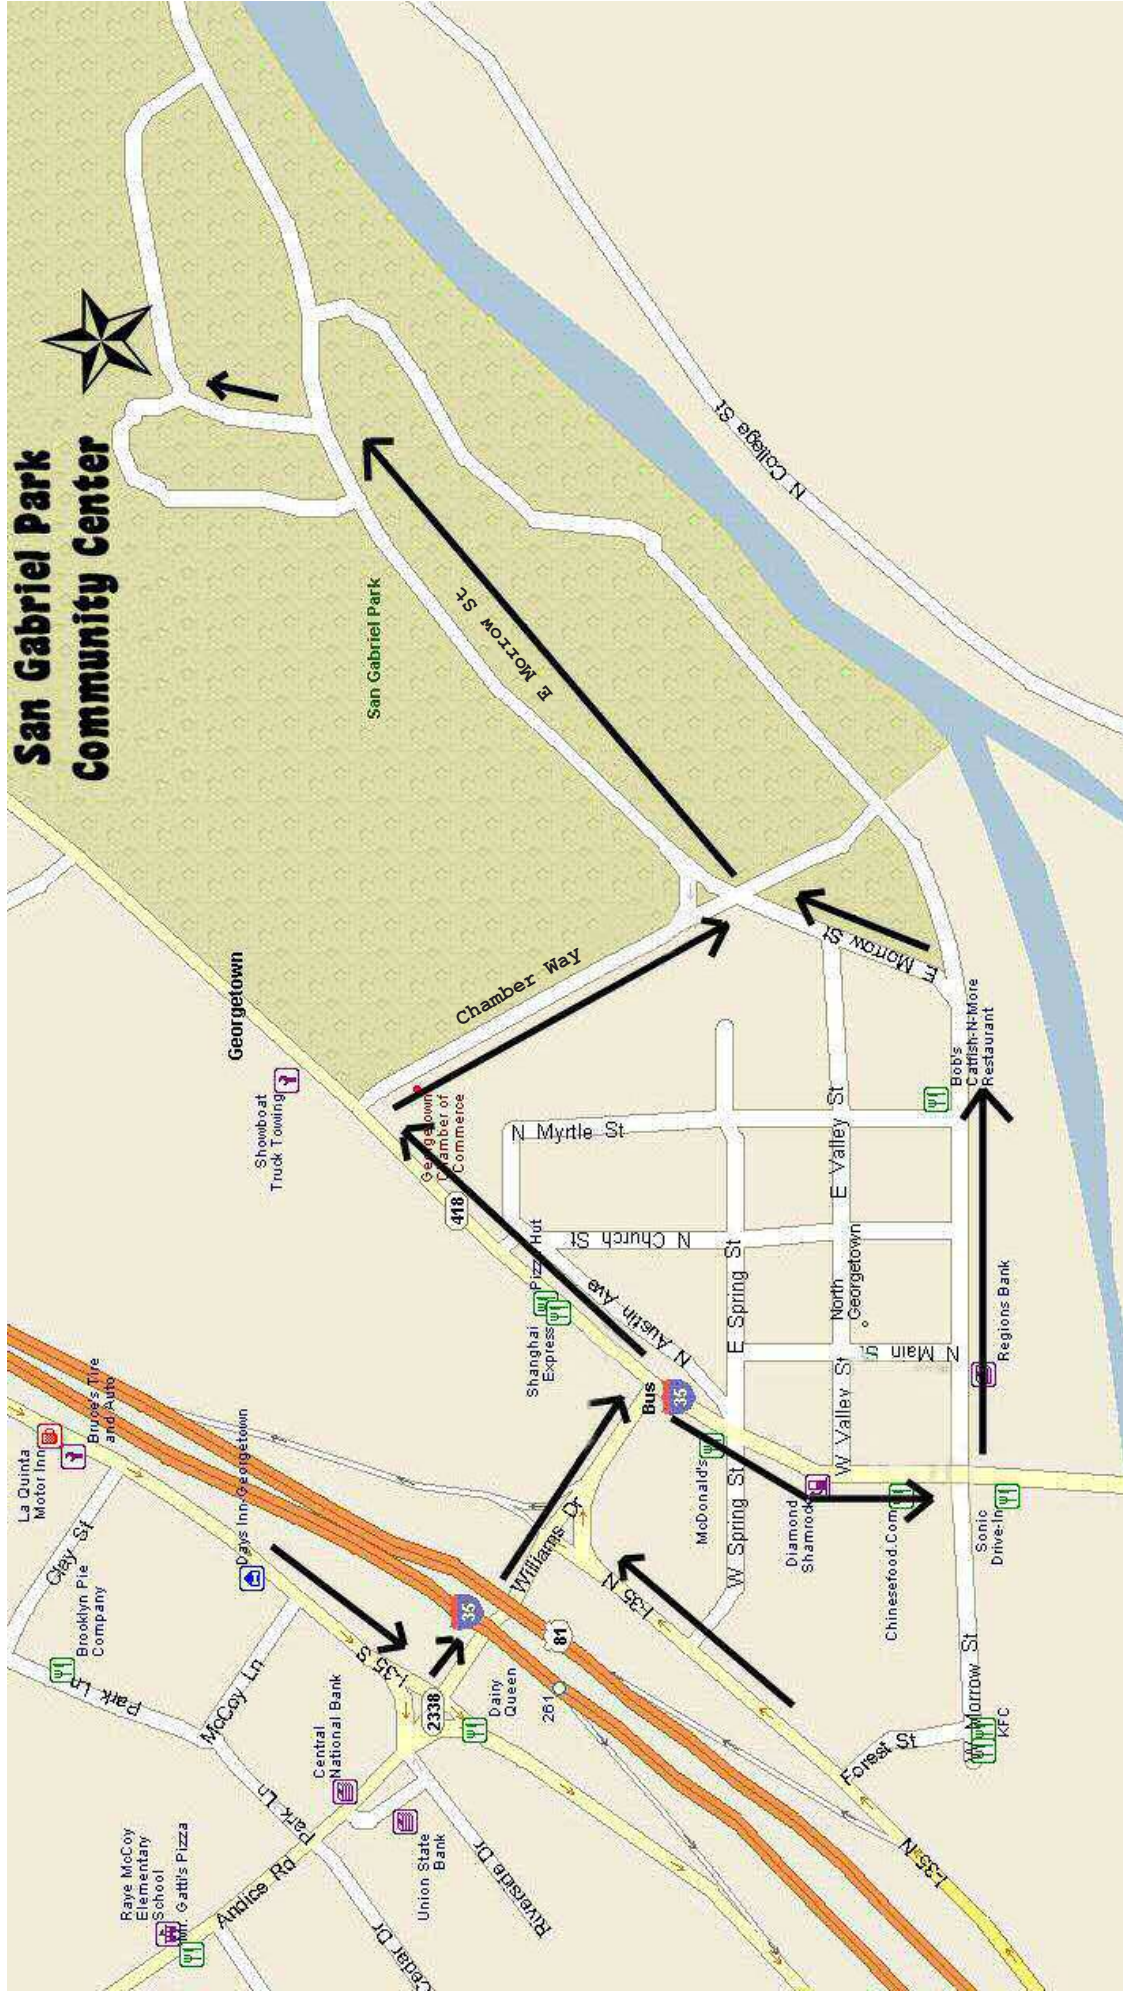 San Gabriel Park
Community Center
San Gabriel Park
E Morrow St
N College St
Georgetown
Chamber Way
Showboat
Truck Towing
Georgetown
Chamber of
Commerce
418
E Morrow St
Bob's
Catfish-N-More
Restaurant
N Myrtle St
E Valley St
N Church St
Pizza Hut
Shanghai
Express
N Austin Ave
E Spring St
North
Georgetown
N Main St
Regions Bank
Bus
35
W Valley St
McDonald's
W Spring St
Diamond
Shamrock
Chinesefood.Com
Sonic
Drive-In
La Quinta
Motor Inn
Bruce's Tire
and Auto
Days Inn-Georgetown
Clay St
Brooklyn Pie
Company
Park Ln
McCoy Ln
I-35 S
35
Williams Dr
I-35 N
81
261
Dairy
Queen
2338
Central
National Bank
Park Ln
Union State
Bank
Riverside Dr
Raye McCoy
Elementary
School
Mr. Gatti's Pizza
Andice Rd
Cedar Dr
Forest St
W Morrow St
KFC
I-35 N